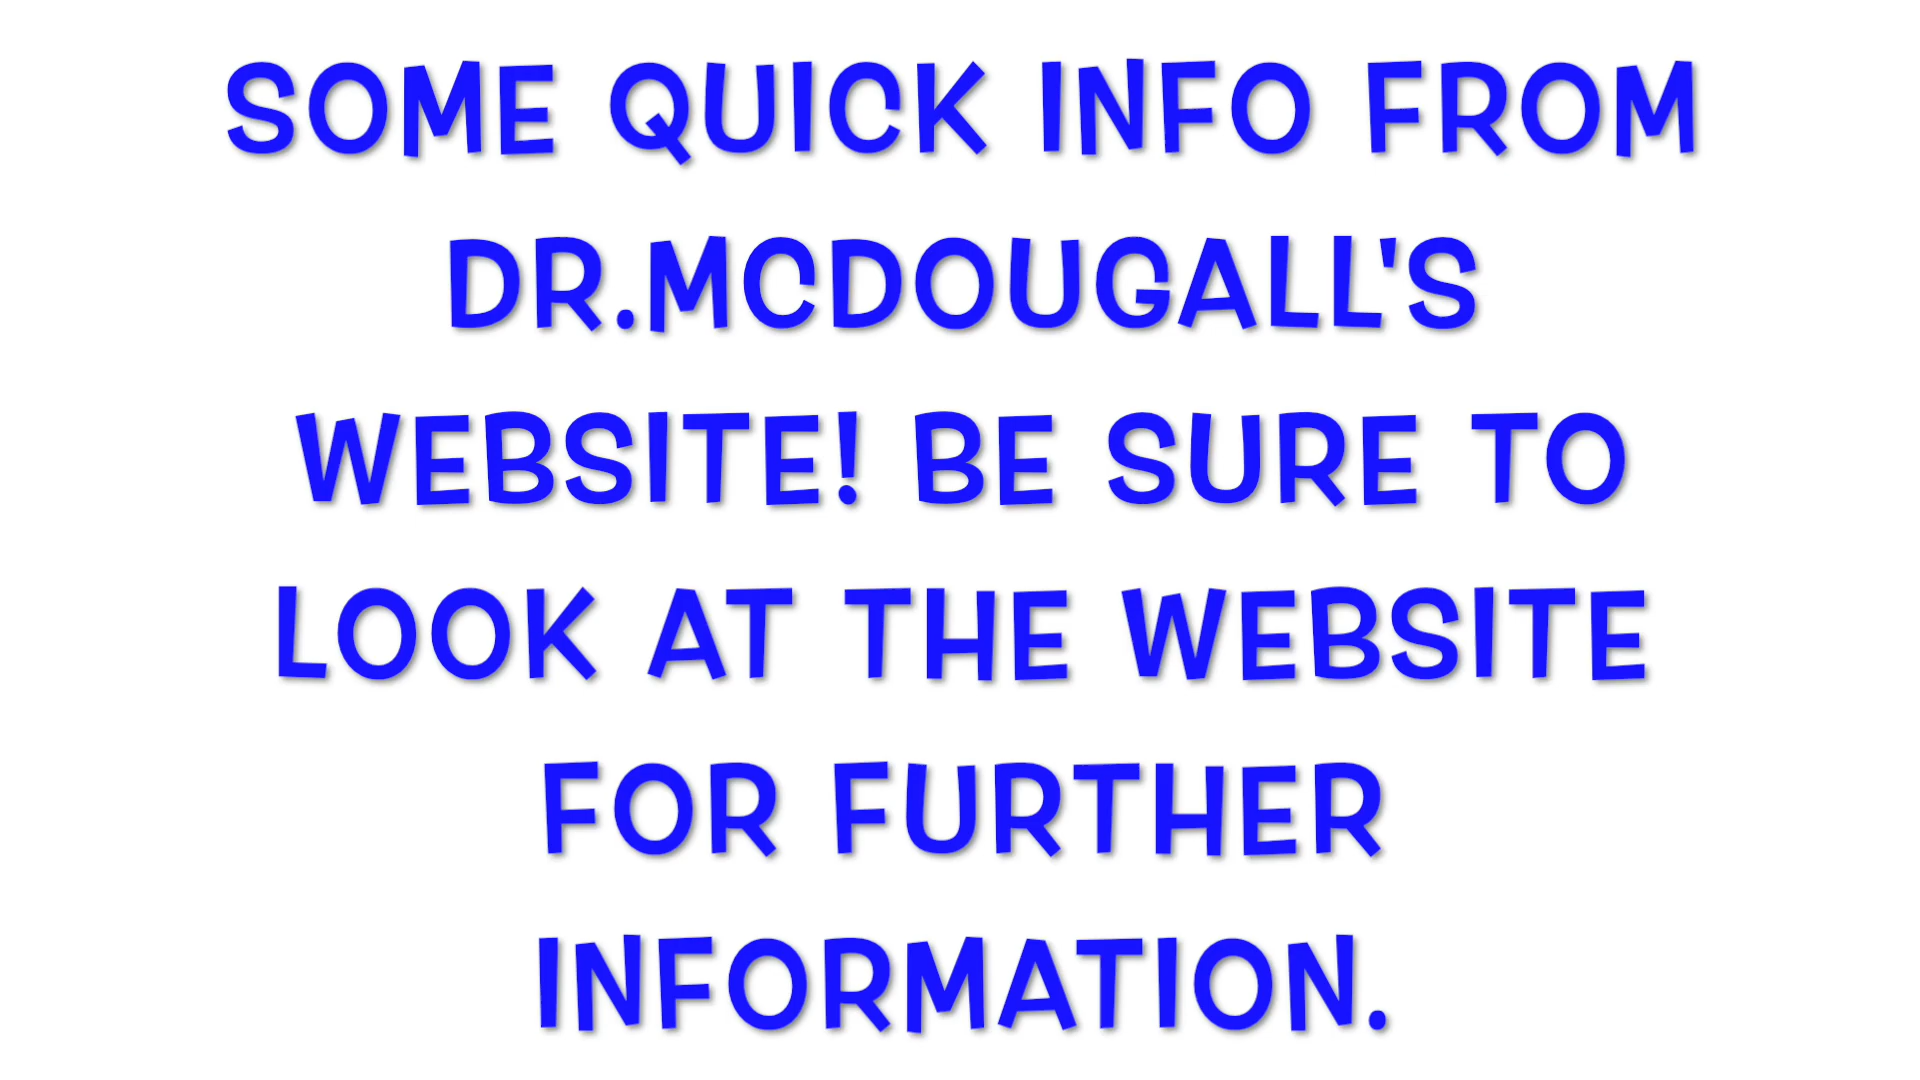 SOME QUICK INFO FROM
DR.MCDOUGALL'S
WEBSITE! BE SURE TO
LOOK AT THE WEBSITE
FOR FURTHER
INFORMATION.